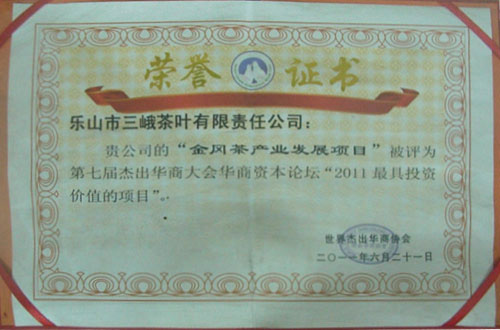 荣誉证书
乐山市三峨茶叶有限责任公司：
贵公司的“金冈茶产业发展项目”被评为
第七届杰出华商大会华商资本论坛“2011最具投资
价值的项目”。
世界杰出华商协会
二〇一一年六月二十一日